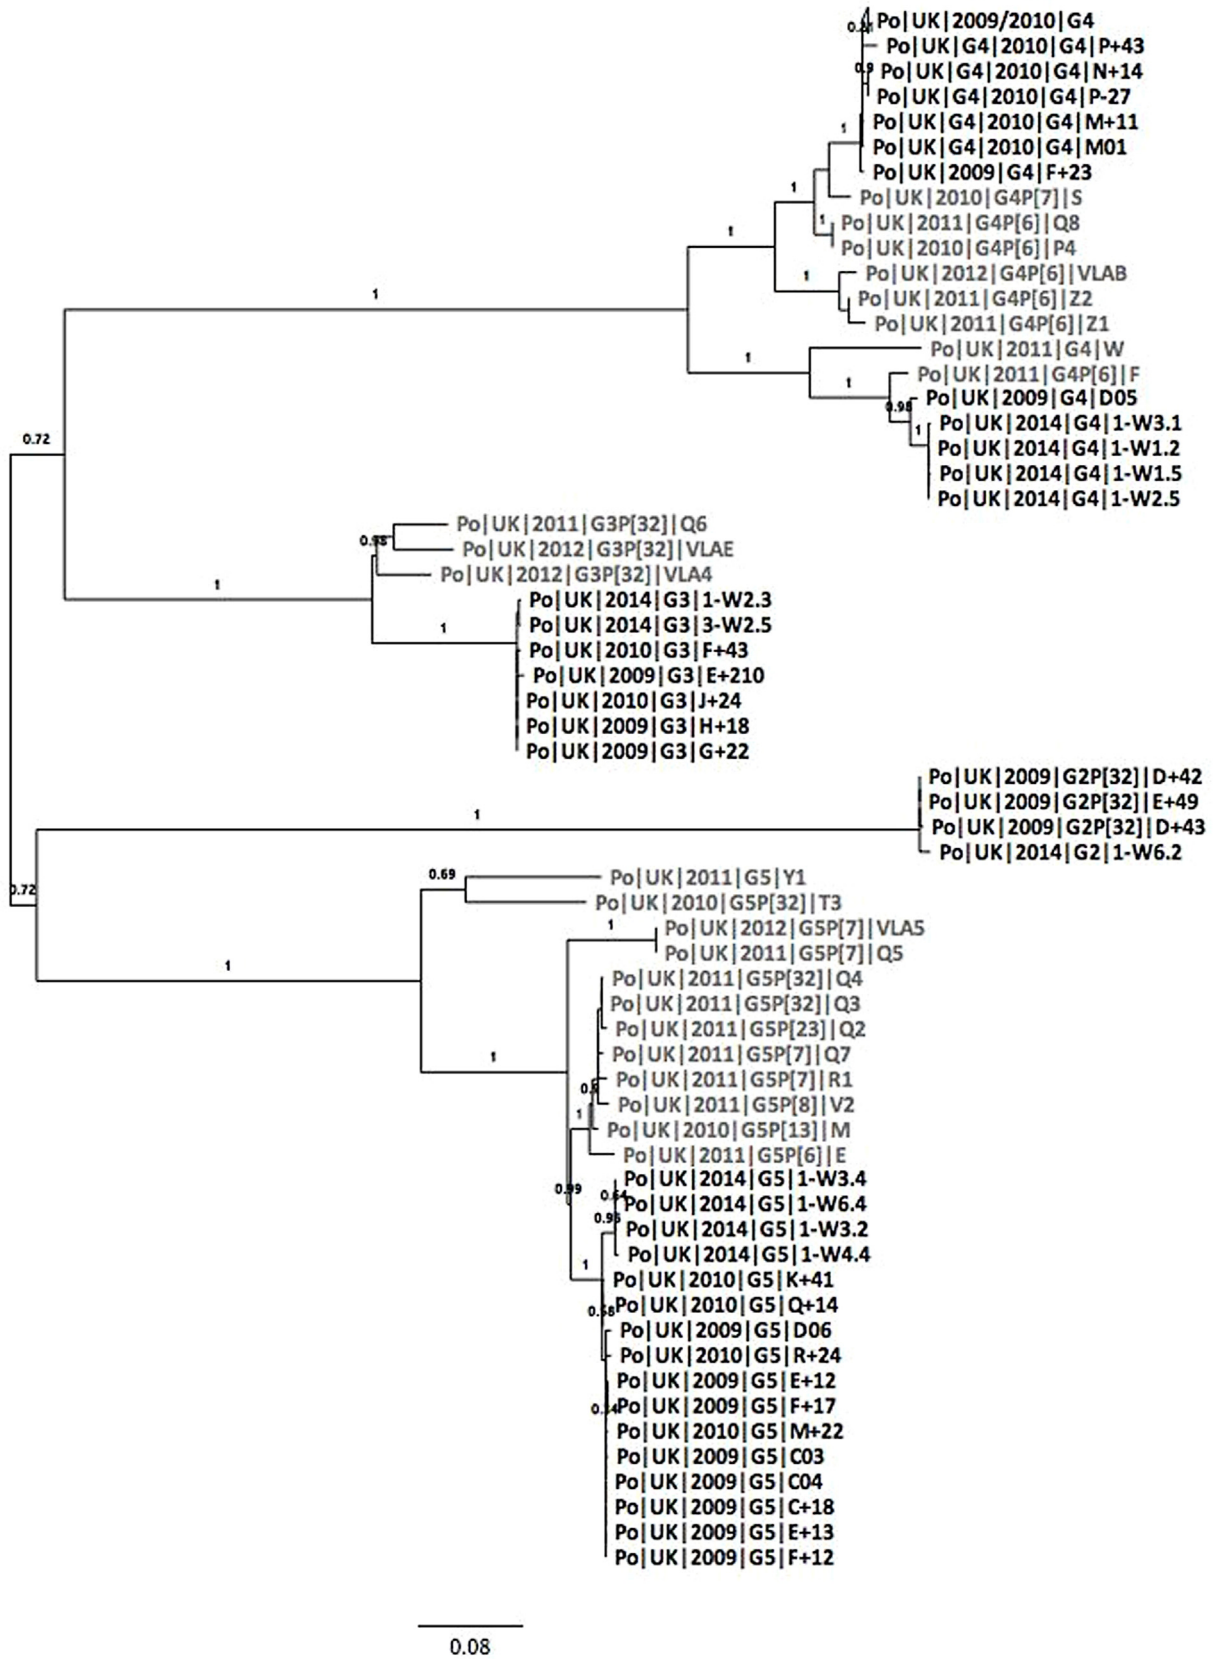 Po|UK|2009/2010|G4
Po|UK|G4|2010|G4|P+43
Po|UK|G4|2010|G4|N+14
0.9
Po|UK|G4|2010|G4|P-27
Po|UK|G4|2010|G4|M+11
1
Po|UK|G4|2010|G4|M01
Po|UK|2009|G4|F+23
1
Po|UK|2010|G4P[7]|S
1
Po|UK|2011|G4P[6]|Q8
1
Po|UK|2010|G4P[6]|P4
1
Po|UK|2012|G4P[6]|VLAB
1
Po|UK|2011|G4P[6]|Z2
Po|UK|2011|G4P[6]|Z1
Po|UK|2011|G4|W
1
Po|UK|2011|G4P[6]|F
1
Po|UK|2009|G4|D05
0.98
Po|UK|2014|G4|1-W3.1
1
0.72
Po|UK|2014|G4|1-W1.2
Po|UK|2014|G4|1-W1.5
Po|UK|2014|G4|1-W2.5
Po|UK|2011|G3P[32]|Q6
0.98
Po|UK|2012|G3P[32]|VLAE
Po|UK|2012|G3P[32]|VLA4
1
Po|UK|2014|G3|1-W2.3
Po|UK|2014|G3|3-W2.5
1
Po|UK|2010|G3|F+43
Po|UK|2009|G3|E+210
Po|UK|2010|G3|J+24
Po|UK|2009|G3|H+18
Po|UK|2009|G3|G+22
Po|UK|2009|G2P[32]|D+42
Po|UK|2009|G2P[32]|E+49
1
Po|UK|2009|G2P[32]|D+43
Po|UK|2014|G2|1-W6.2
0.69
Po|UK|2011|G5|Y1
0.72
Po|UK|2010|G5P[32]|T3
1
Po|UK|2012|G5P[7]|VLA5
Po|UK|2011|G5P[7]|Q5
1
Po|UK|2011|G5P[32]|Q4
Po|UK|2011|G5P[32]|Q3
Po|UK|2011|G5P[23]|Q2
1
Po|UK|2011|G5P[7]|Q7
Po|UK|2011|G5P[7]|R1
Po|UK|2011|G5P[8]|V2
1
Po|UK|2010|G5P[13]|M
Po|UK|2011|G5P[6]|E
Po|UK|2014|G5|1-W3.4
0.99
Po|UK|2014|G5|1-W6.4
Po|UK|2014|G5|1-W3.2
Po|UK|2014|G5|1-W4.4
1
Po|UK|2010|G5|K+41
Po|UK|2010|G5|Q+14
Po|UK|2009|G5|D06
Po|UK|2010|G5|R+24
Po|UK|2009|G5|E+12
Po|UK|2009|G5|F+17
Po|UK|2010|G5|M+22
Po|UK|2009|G5|C03
Po|UK|2009|G5|C04
Po|UK|2009|G5|C+18
Po|UK|2009|G5|E+13
Po|UK|2009|G5|F+12
0.08